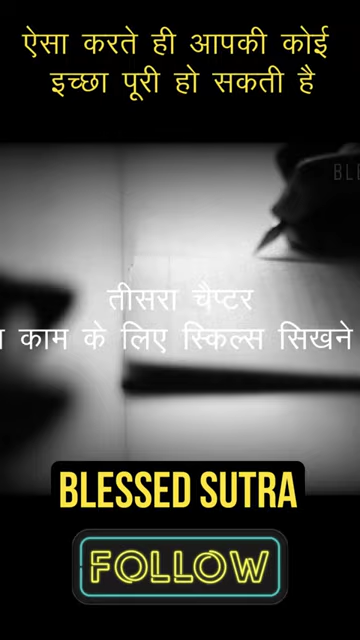 ऐसा करते ही आपकी कोई
इच्छा पूरी हो सकती है
तीसरा चैप्टर
काम के लिए स्किल्स सिखने
BLESSED SUTRA
FOLLOW